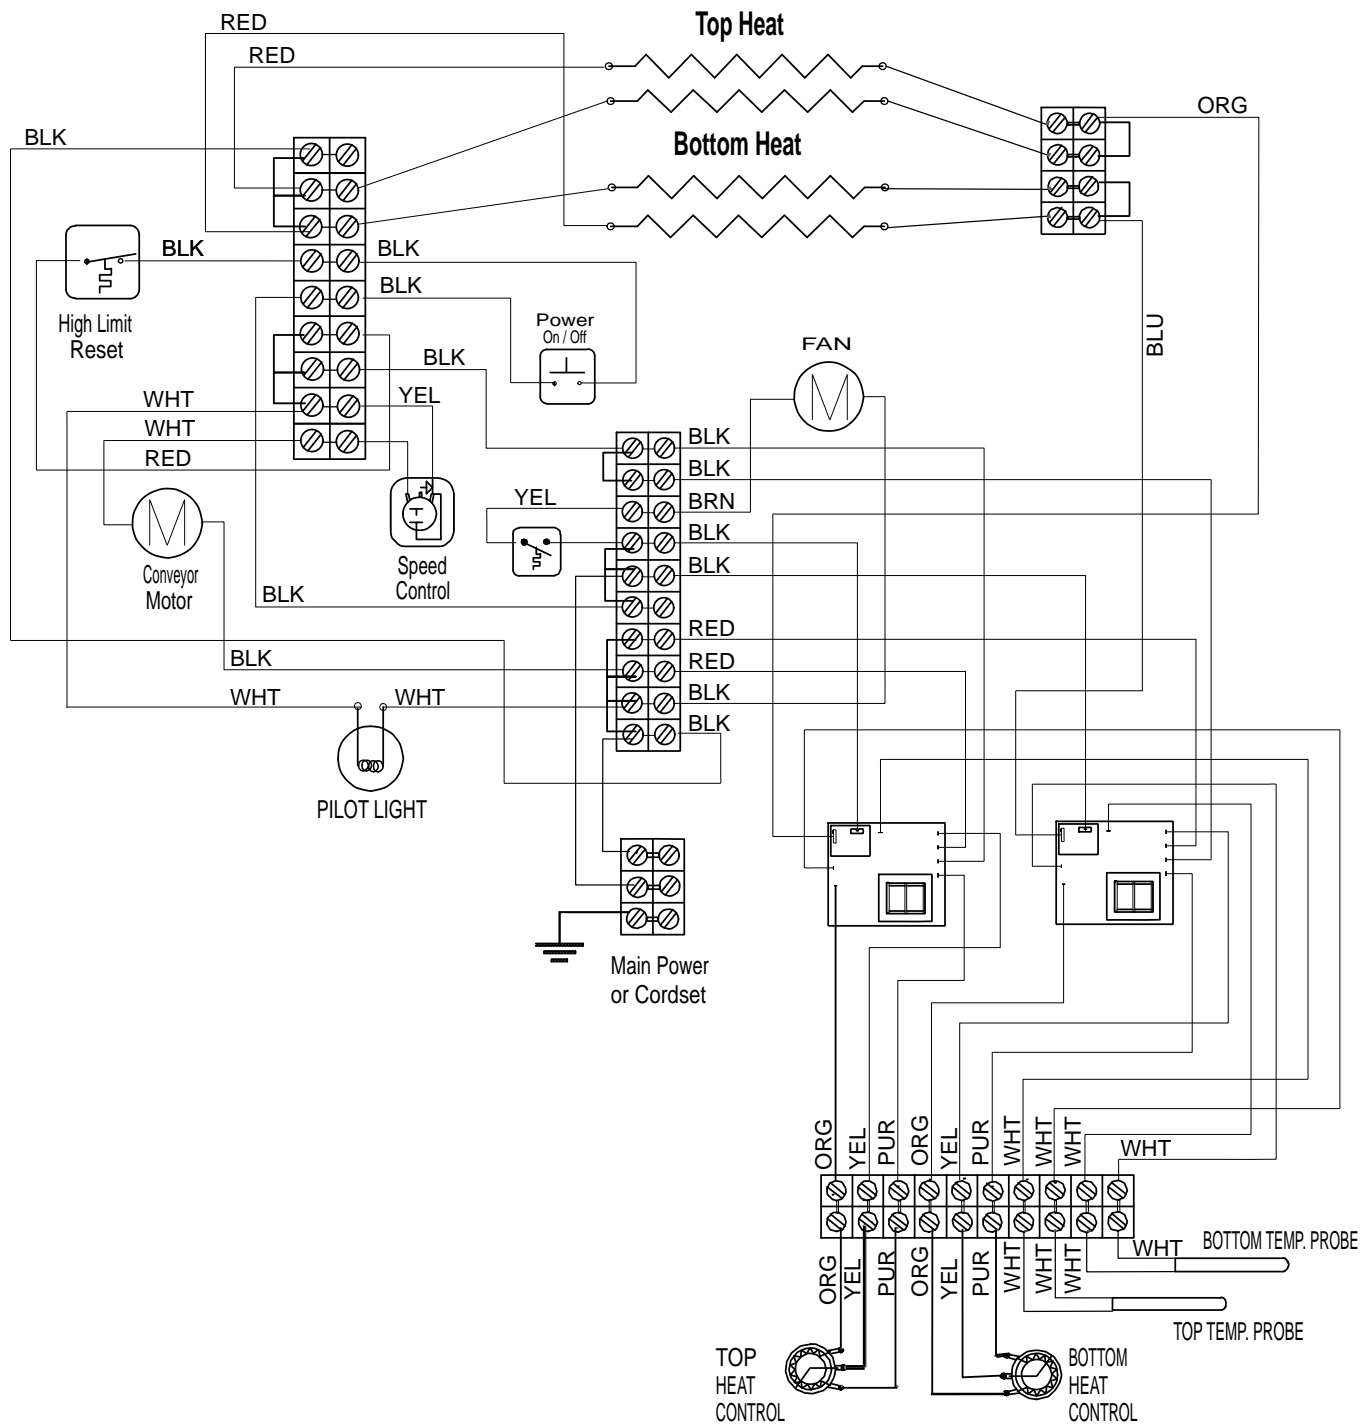 RED
Top Heat
RED
ORG
BLK
Bottom Heat
BLK
BLK
High Limit
Reset
BLK
Power
On / Off
BLU
FAN
BLK
WHT
YEL
WHT
RED
BLK
BLK
YEL
BRN
BLK
Conveyor
Motor
Speed
Control
BLK
BLK
RED
BLK
RED
WHT
WHT
BLK
BLK
PILOT LIGHT
Main Power
or Cordset
ORG
YEL
PUR
ORG
YEL
PUR
WHT
WHT
WHT
WHT
ORG
YEL
PUR
ORG
YEL
PUR
WHT
WHT
WHT
BOTTOM TEMP. PROBE
TOP TEMP. PROBE
TOP
HEAT
CONTROL
BOTTOM
HEAT
CONTROL